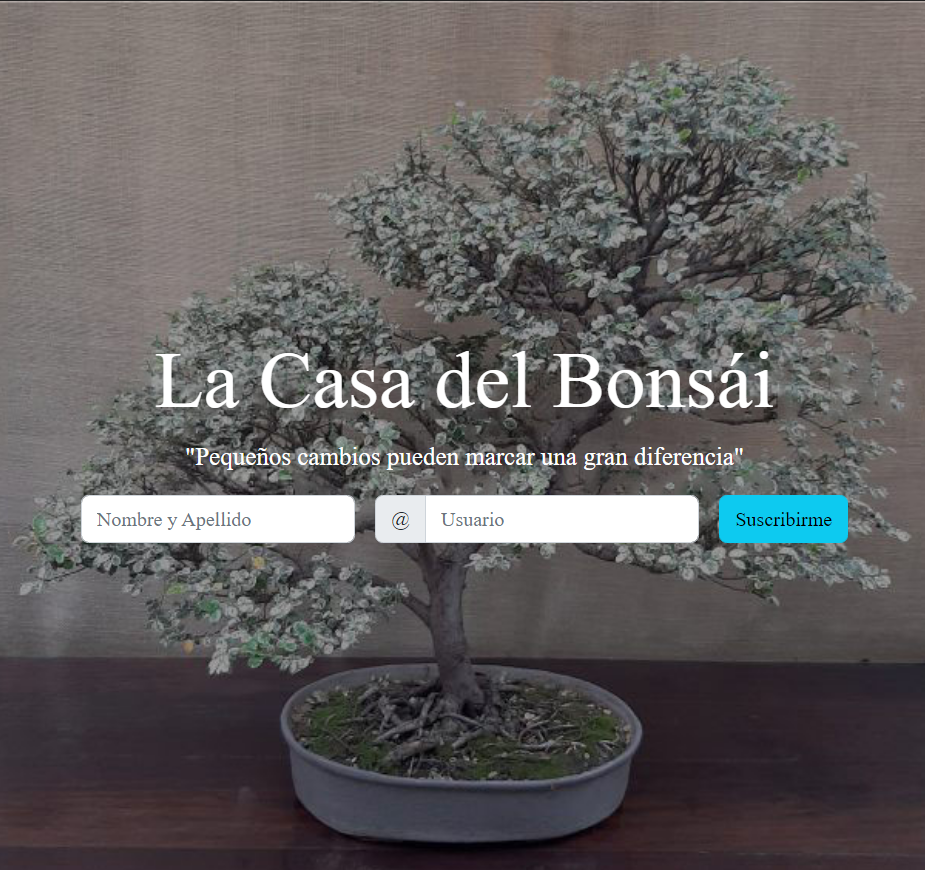 La Casa del Bonsái
"Pequeños cambios pueden marcar una gran diferencia"
Nombre y Apellido @ Usuario Suscribirme